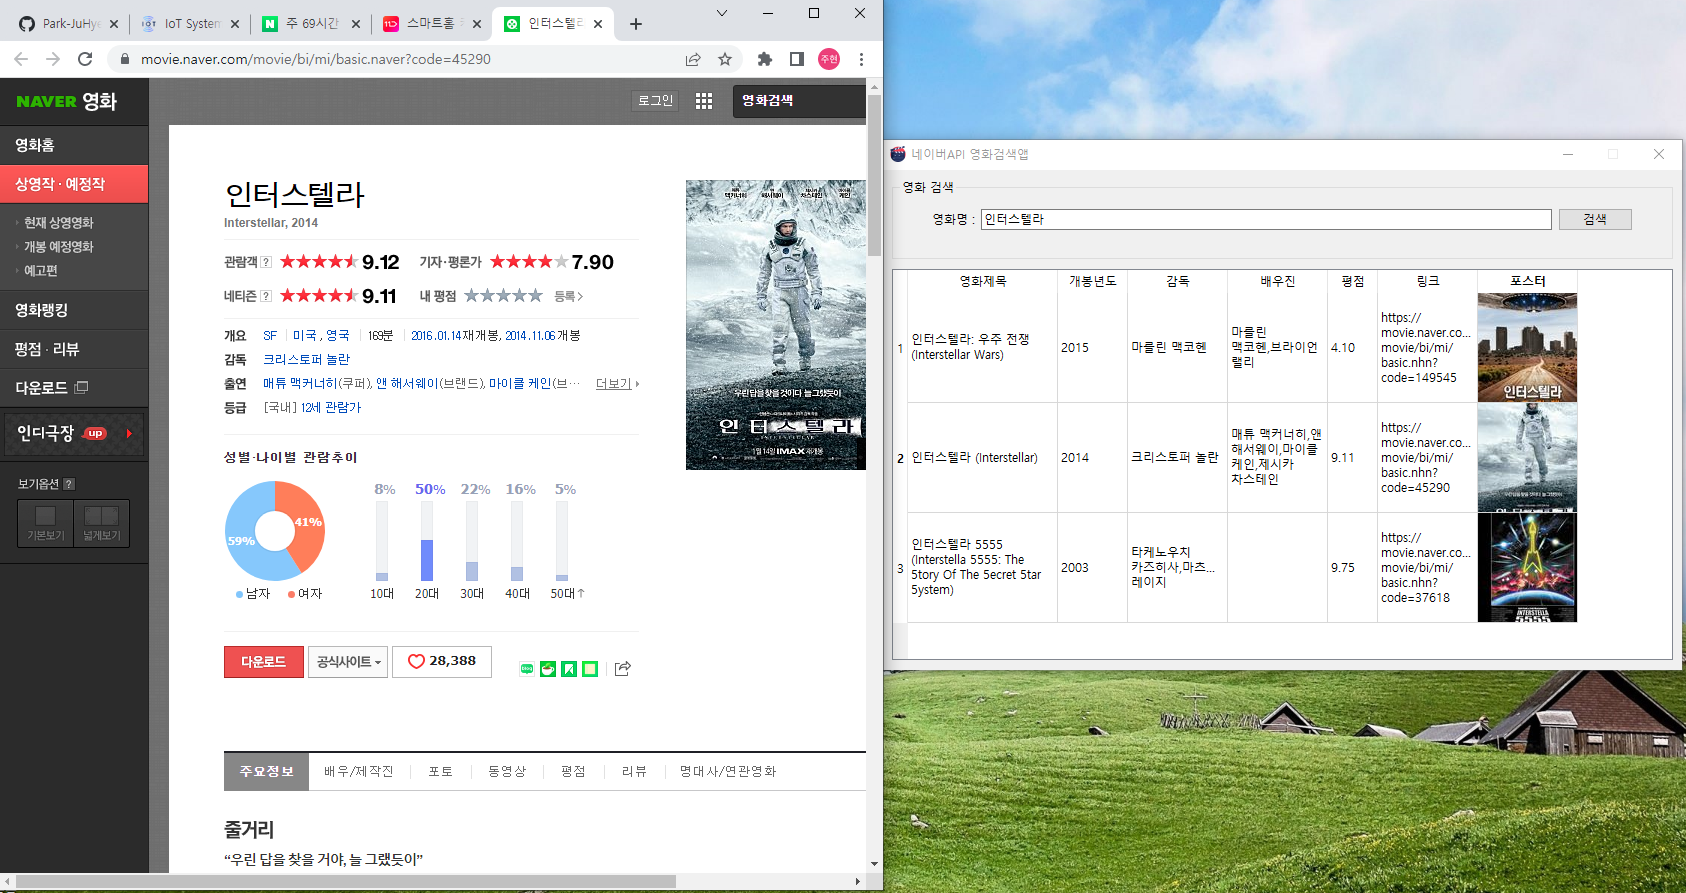 Park-JuHye
IoT System
주 69시간
스마트홈
인터스텔라
movie.naver.com/movie/bi/mi/basic.naver?code=45290
주현
NAVER 영화
로그인
영화검색
영화홈
상영작 · 예정작
현재 상영영화
개봉 예정영화
예고편
영화랭킹
평점 · 리뷰
다운로드
인디극장 up
보기옵션 ?
기본보기
넓게보기
인터스텔라
Interstellar, 2014
관람객 ? 9.12 기자·평론가 7.90
네티즌 ? 9.11 내 평점 등록
개요 SF 미국, 영국 169분 2016.01.14 재개봉, 2014.11.06 개봉
감독 크리스토퍼 놀란
출연 매튜 맥커너히(쿠퍼), 앤 해서웨이(브랜드), 마이클 케인(브··· 더보기
등급 [국내] 12세 관람가
우린답을찾을것이다 늘그랬듯이
인터스텔라
1월14일 IMAX 재개봉
성별·나이별 관람추이
8% 50% 22% 16% 5%
41%
59%
남자 여자
10대 20대 30대 40대 50대↑
다운로드
공식사이트
28,388
주요정보 배우/제작진 포토 동영상 평점 리뷰 명대사/연관영화
줄거리
“우린 답을 찾을 거야, 늘 그랬듯이”
네이버API 영화검색앱
영화 검색
영화명 : 인터스텔라 검색
영화제목 개봉년도 감독 배우진 평점 링크 포스터
1
인터스텔라: 우주 전쟁
(Interstellar Wars)
2015
마를린 맥코헨
마를린
맥코헨,브라이언
랠리
4.10
https://
movie.naver.co...
movie/bi/mi/
basic.nhn?
code=149545
인터스텔라
2
인터스텔라 (Interstellar)
2014
크리스토퍼 놀란
매튜 맥커너히,앤
해서웨이,마이클
케인,제시카
차스테인
9.11
https://
movie.naver.co...
movie/bi/mi/
basic.nhn?
code=45290
3
인터스텔라 5555
(Interstella 5555: The
5tory Of The 5ecret 5tar
5ystem)
2003
타케노우치
카즈히사,마츠...
레이지
9.75
https://
movie.naver.co...
movie/bi/mi/
basic.nhn?
code=37618
INTERSTELLA
5555